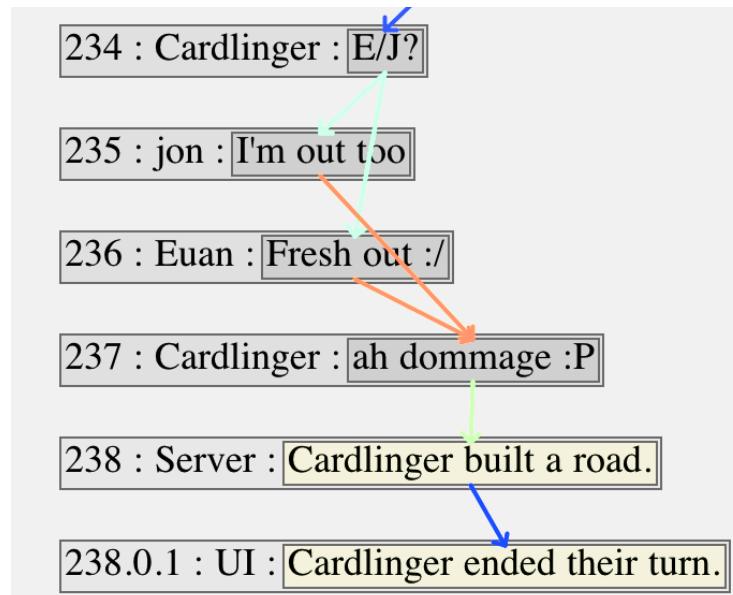 234 : Cardlinger : E/J?
235 : jon : I'm out too
236 : Euan : Fresh out :/
237 : Cardlinger : ah dommage :P
238 : Server : Cardlinger built a road.
238.0.1 : UI : Cardlinger ended their turn.